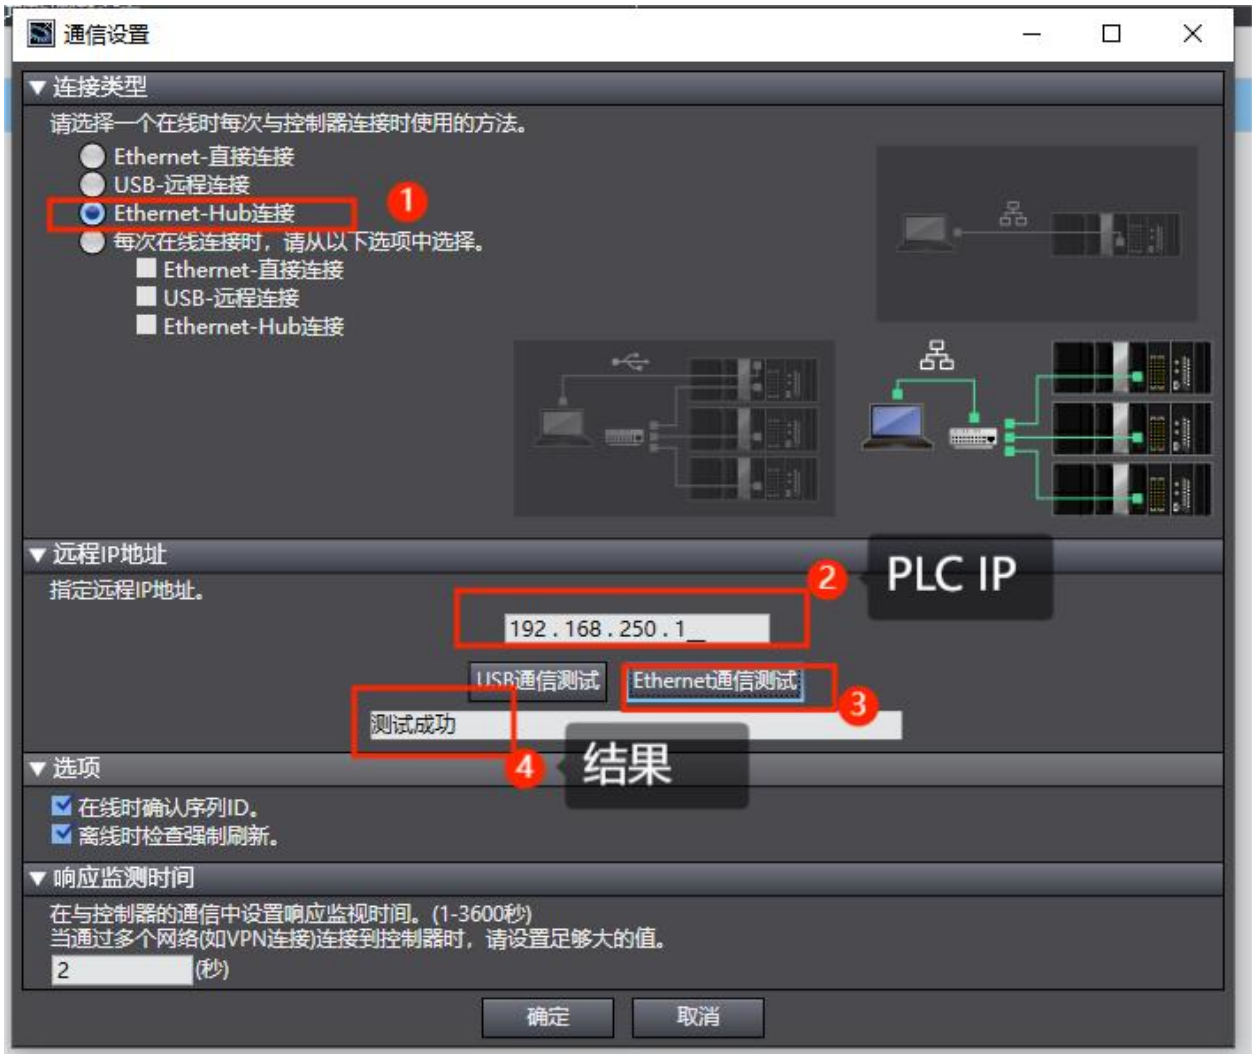 通信设置
连接类型
请选择一个在线时每次与控制器连接时使用的方法。
Ethernet-直接连接
USB-远程连接
Ethernet-Hub连接
1
每次在线连接时，请从以下选项中选择。
Ethernet-直接连接
USB-远程连接
Ethernet-Hub连接
远程IP地址
指定远程IP地址。
2
PLC IP
192 . 168 . 250 . 1__
USB通信测试
Ethernet通信测试
3
测试成功
4
结果
选项
在线时确认序列ID。
离线时检查强制刷新。
响应监测时间
在与控制器的通信中设置响应监视时间。(1-3600秒)
当通过多个网络(如VPN连接)连接到控制器时，请设置足够大的值。
2
(秒)
确定
取消